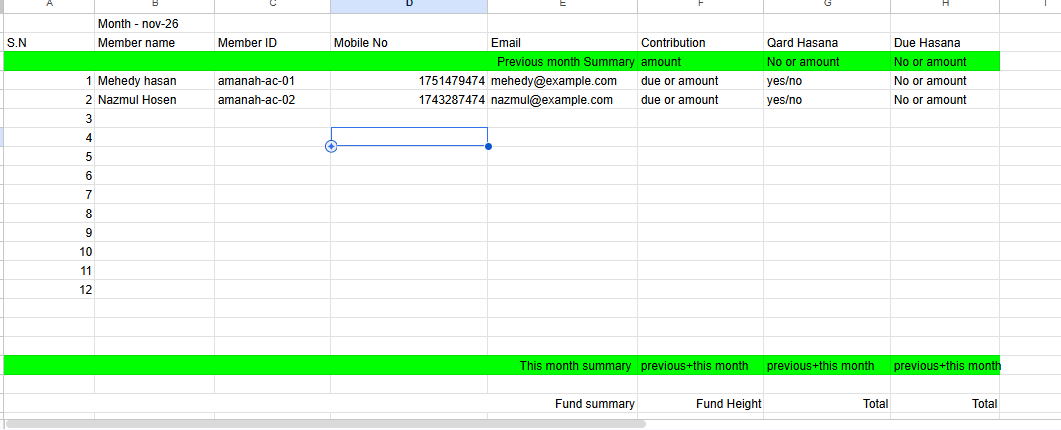 A B C D E F G H I
Month - nov-26
S.N Member name Member ID Mobile No Email Contribution Qard Hasana Due Hasana
Previous month Summary amount No or amount No or amount
1 Mehedy hasan amanah-ac-01 1751479474 mehedy@example.com due or amount yes/no No or amount
2 Nazmul Hosen amanah-ac-02 1743287474 nazmul@example.com due or amount yes/no No or amount
3
4
5
6
7
8
9
10
11
12
This month summary previous+this month previous+this month previous+this month
Fund summary Fund Height Total Total